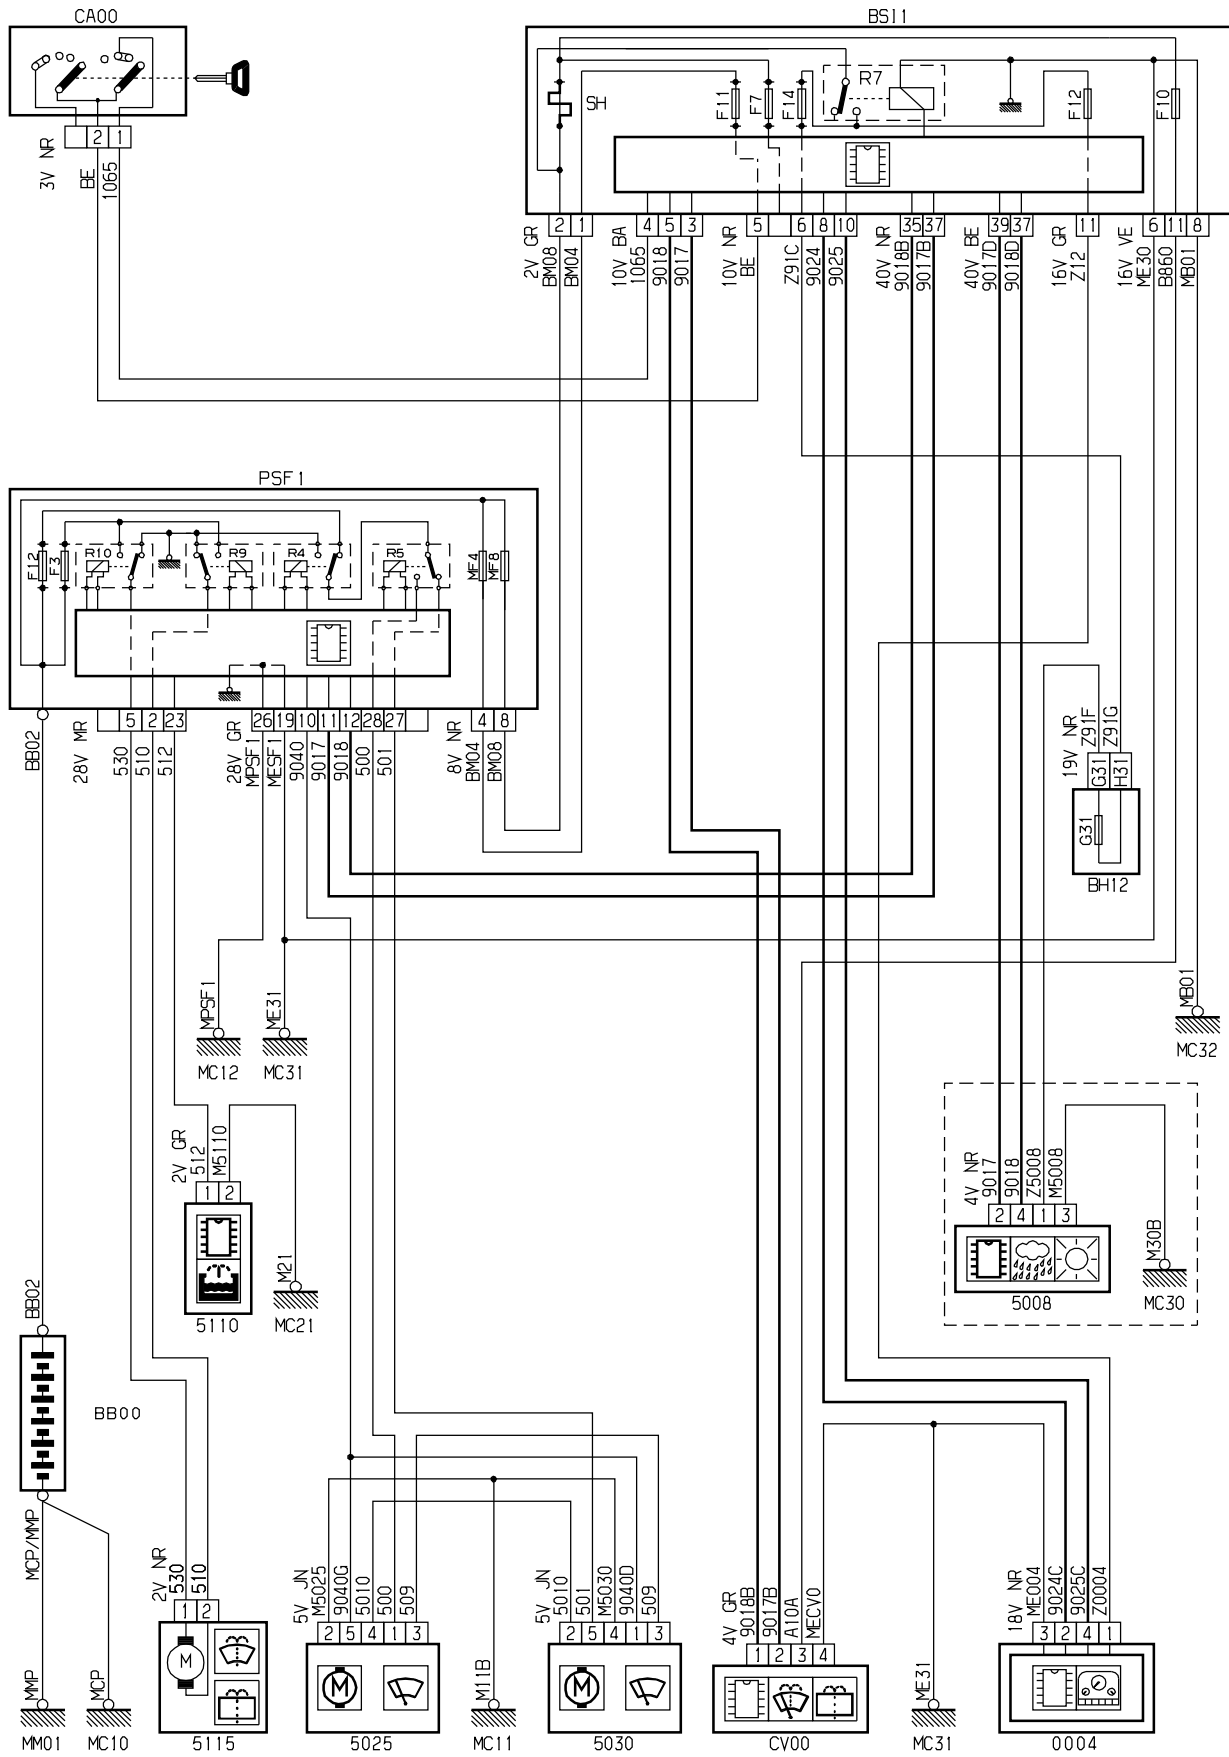 CA00
BSI1
R7
SH
F11
F7
F14
F12
F10
2
1
3V NR
BE
1065
2
1
4
5
3
5
6
8
10
35
37
39
37
11
6
11
8
2V GR
BM08
BM04
10V BA
1065
9018
9017
10V NR
BE
Z91C
9024
9025
40V NR
9018B
9017B
40V BE
9017D
9018D
16V GR
Z12
16V VE
ME30
B860
MB01
PSF1
F12
F3
R10
R9
R4
R5
MF4
MF8
5
2
23
26
19
10
11
12
28
27
4
8
BB02
28V MR
530
510
512
28V GR
MPSF1
MESF1
9040
9017
9018
500
501
8V NR
BM04
BM08
19V NR
Z91F
Z91G
G31
H31
G31
BH12
MPSF1
MC12
ME31
MC31
MB01
MC32
2V GR
512
M5110
1
2
5110
M21
MC21
4V NR
9017
9018
Z5008
M5008
2
4
1
3
5008
M30B
MC30
BB02
BB00
MCP/MMP
MMP
MM01
MCP
MC10
2V NR
530
510
1
2
M
5115
5V JN
M5025
9040G
5010
500
509
2
5
4
1
3
M
5025
M11B
MC11
5V JN
5010
501
M5030
9040D
509
2
5
4
1
3
M
5030
4V GR
9018B
9017B
A10A
MECV0
1
2
3
4
CV00
ME31
MC31
18V NR
ME004
9024C
9025C
Z0004
3
2
4
1
0004